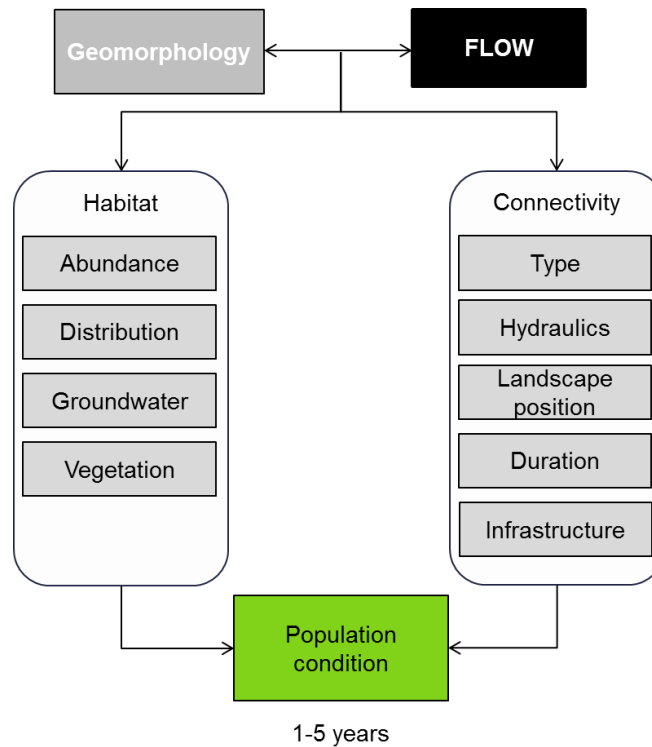 Geomorphology
FLOW
Habitat
Abundance
Distribution
Groundwater
Vegetation
Connectivity
Type
Hydraulics
Landscape
position
Duration
Infrastructure
Population
condition
1-5 years